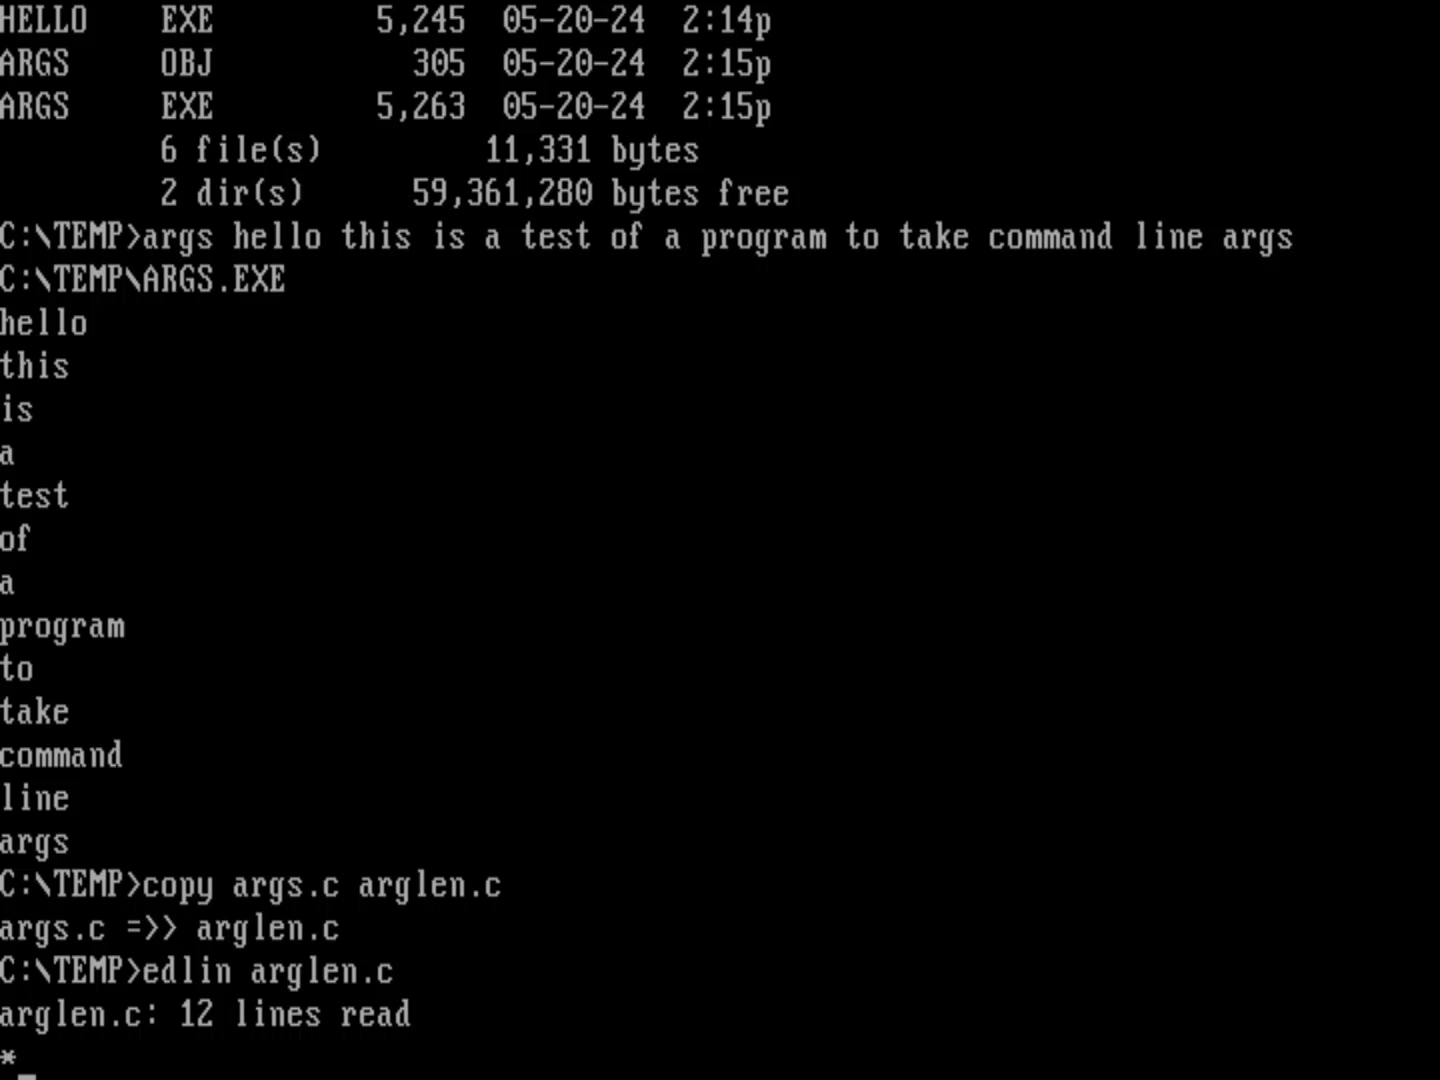 HELLO    EXE         5,245  05-20-24  2:14p
ARGS     OBJ           305  05-20-24  2:15p
ARGS     EXE         5,263  05-20-24  2:15p
         6 file(s)         11,331 bytes
         2 dir(s)      59,361,280 bytes free
C:\TEMP>args hello this is a test of a program to take command line args
C:\TEMP\ARGS.EXE
hello
this
is
a
test
of
a
program
to
take
command
line
args
C:\TEMP>copy args.c arglen.c
args.c =>> arglen.c
C:\TEMP>edlin arglen.c
arglen.c: 12 lines read
*_